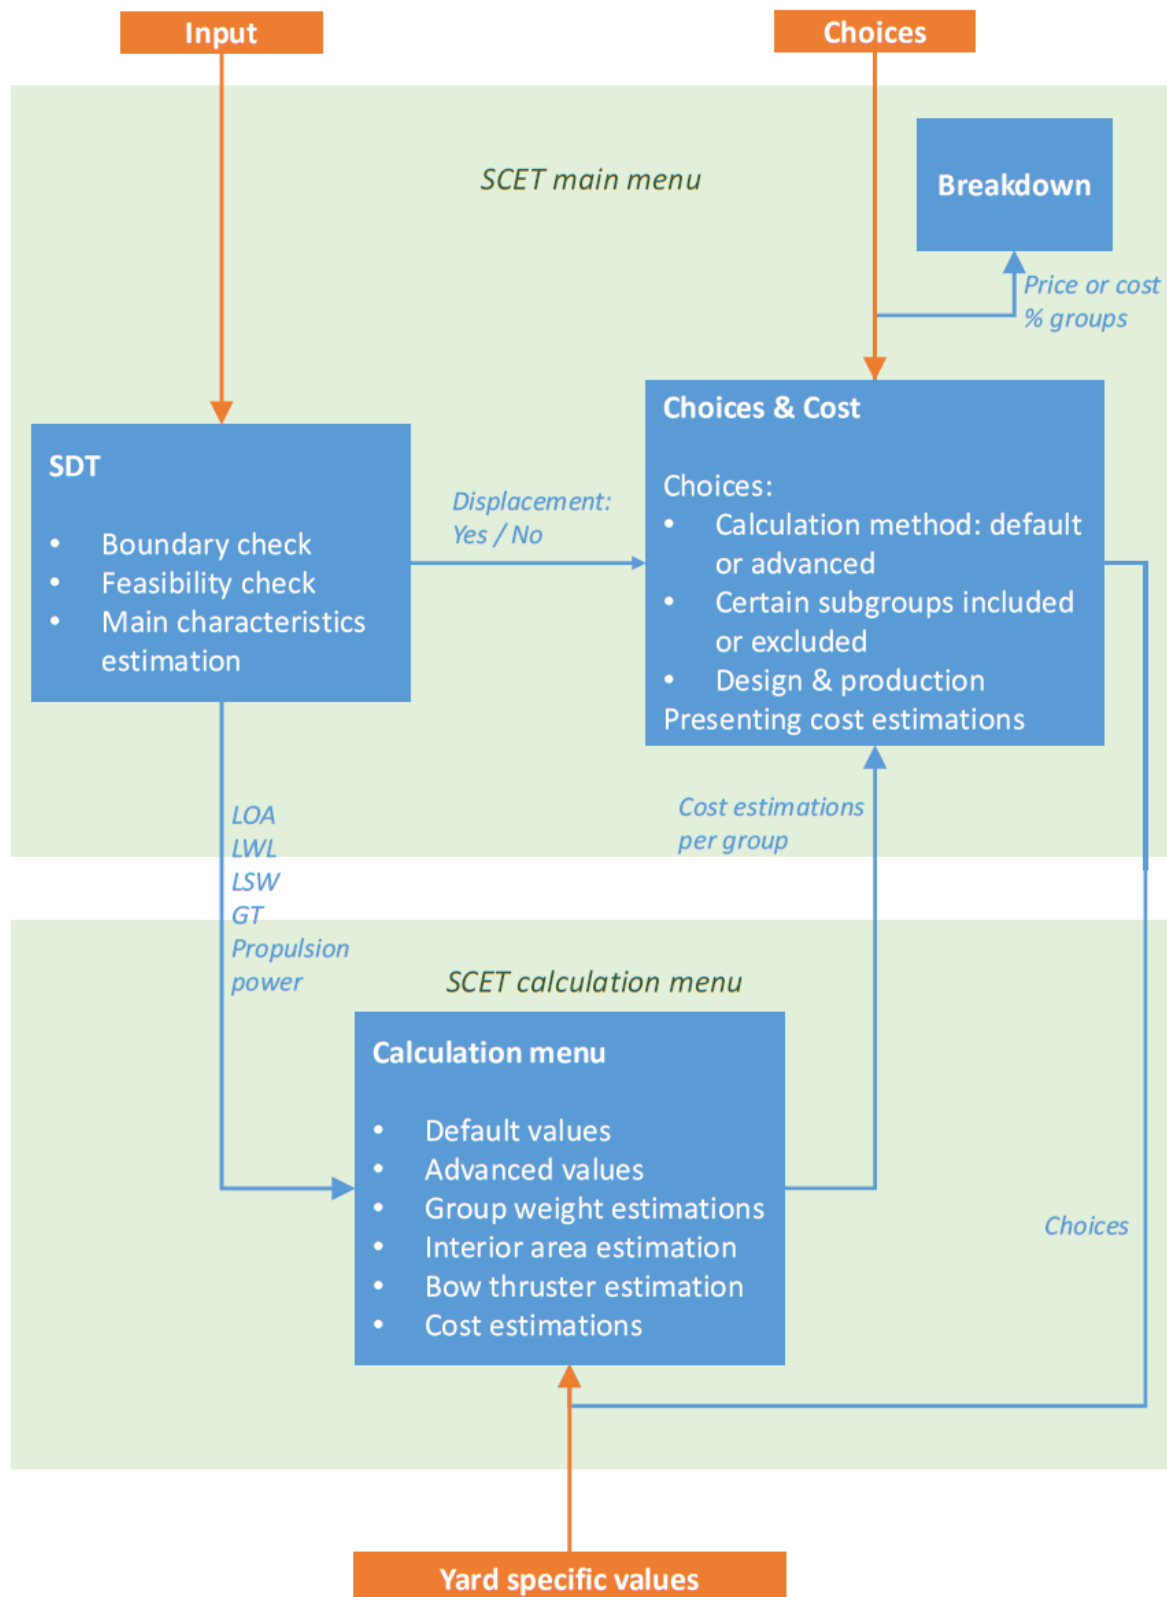 Input
Choices
SCET main menu
Breakdown
Price or cost
% groups
SDT
• Boundary check
• Feasibility check
• Main characteristics
estimation
Displacement:
Yes / No
Choices & Cost
Choices:
• Calculation method: default
or advanced
• Certain subgroups included
or excluded
• Design & production
Presenting cost estimations
LOA
LWL
LSW
GT
Propulsion
power
Cost estimations
per group
SCET calculation menu
Calculation menu
• Default values
• Advanced values
• Group weight estimations
• Interior area estimation
• Bow thruster estimation
• Cost estimations
Choices
Yard specific values